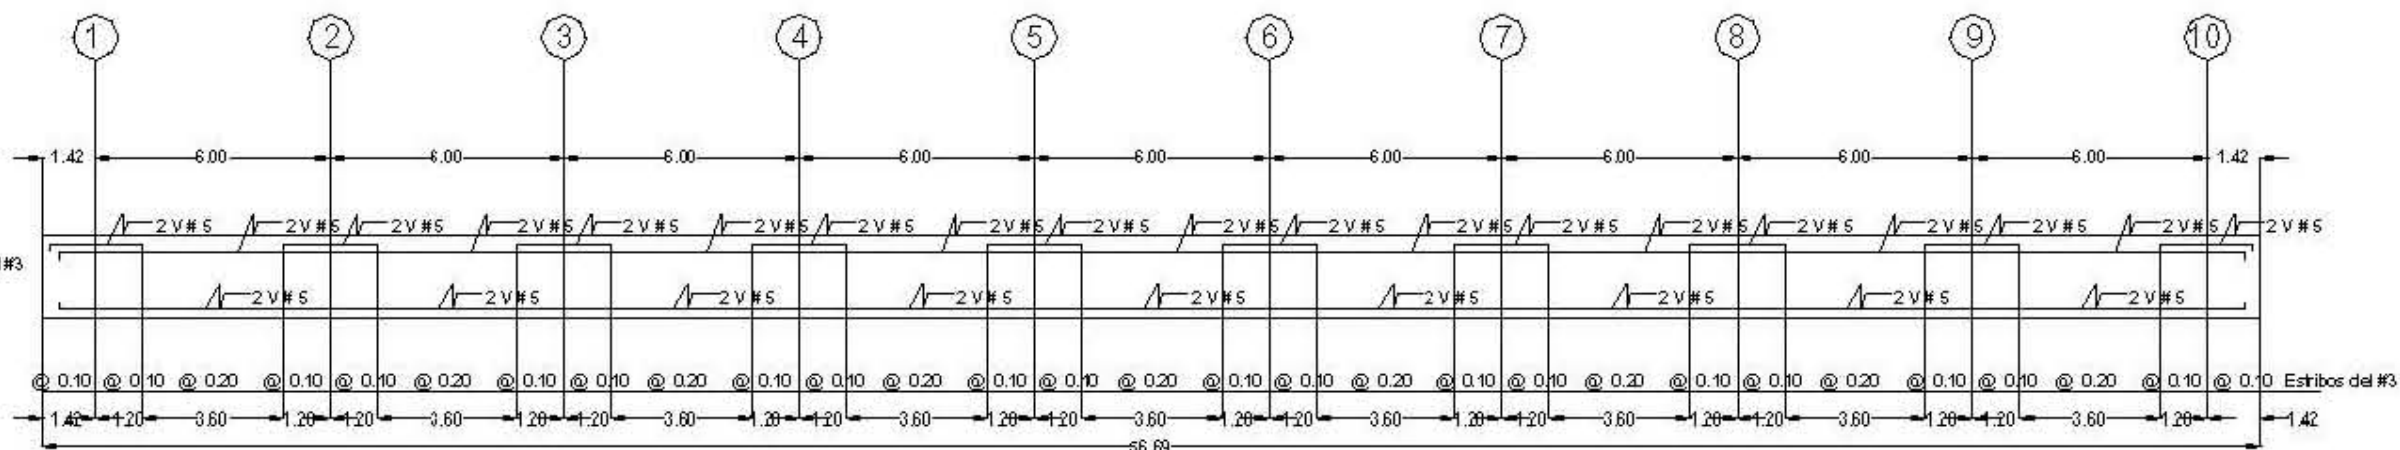 1 2 3 4 5 6 7 8 9 10
1.42 6.00 6.00 6.00 6.00 6.00 6.00 6.00 6.00 6.00 1.42
2 V # 5 2 V # 5 2 V # 5 2 V # 5 2 V # 5 2 V # 5 2 V # 5 2 V # 5 2 V # 5 2 V # 5 2 V # 5 2 V # 5 2 V # 5 2 V # 5 2 V # 5 2 V # 5 2 V # 5 2 V # 5 2 V # 5
#3
2 V # 5 2 V # 5 2 V # 5 2 V # 5 2 V # 5 2 V # 5 2 V # 5 2 V # 5 2 V # 5
@ 0.10 @ 0.10 @ 0.20 @ 0.10 @ 0.10 @ 0.20 @ 0.10 @ 0.10 @ 0.20 @ 0.10 @ 0.10 @ 0.20 @ 0.10 @ 0.10 @ 0.20 @ 0.10 @ 0.10 @ 0.20 @ 0.10 @ 0.10 @ 0.20 @ 0.10 @ 0.10 @ 0.20 @ 0.10 @ 0.10 @ 0.20 @ 0.10 @ 0.10 Estribos del #3
1.42 1.20 3.60 1.20 1.20 3.60 1.20 1.20 3.60 1.20 1.20 3.60 1.20 1.20 3.60 1.20 1.20 3.60 1.20 1.20 3.60 1.20 1.20 3.60 1.20 1.20 3.60 1.20 1.42
56.69